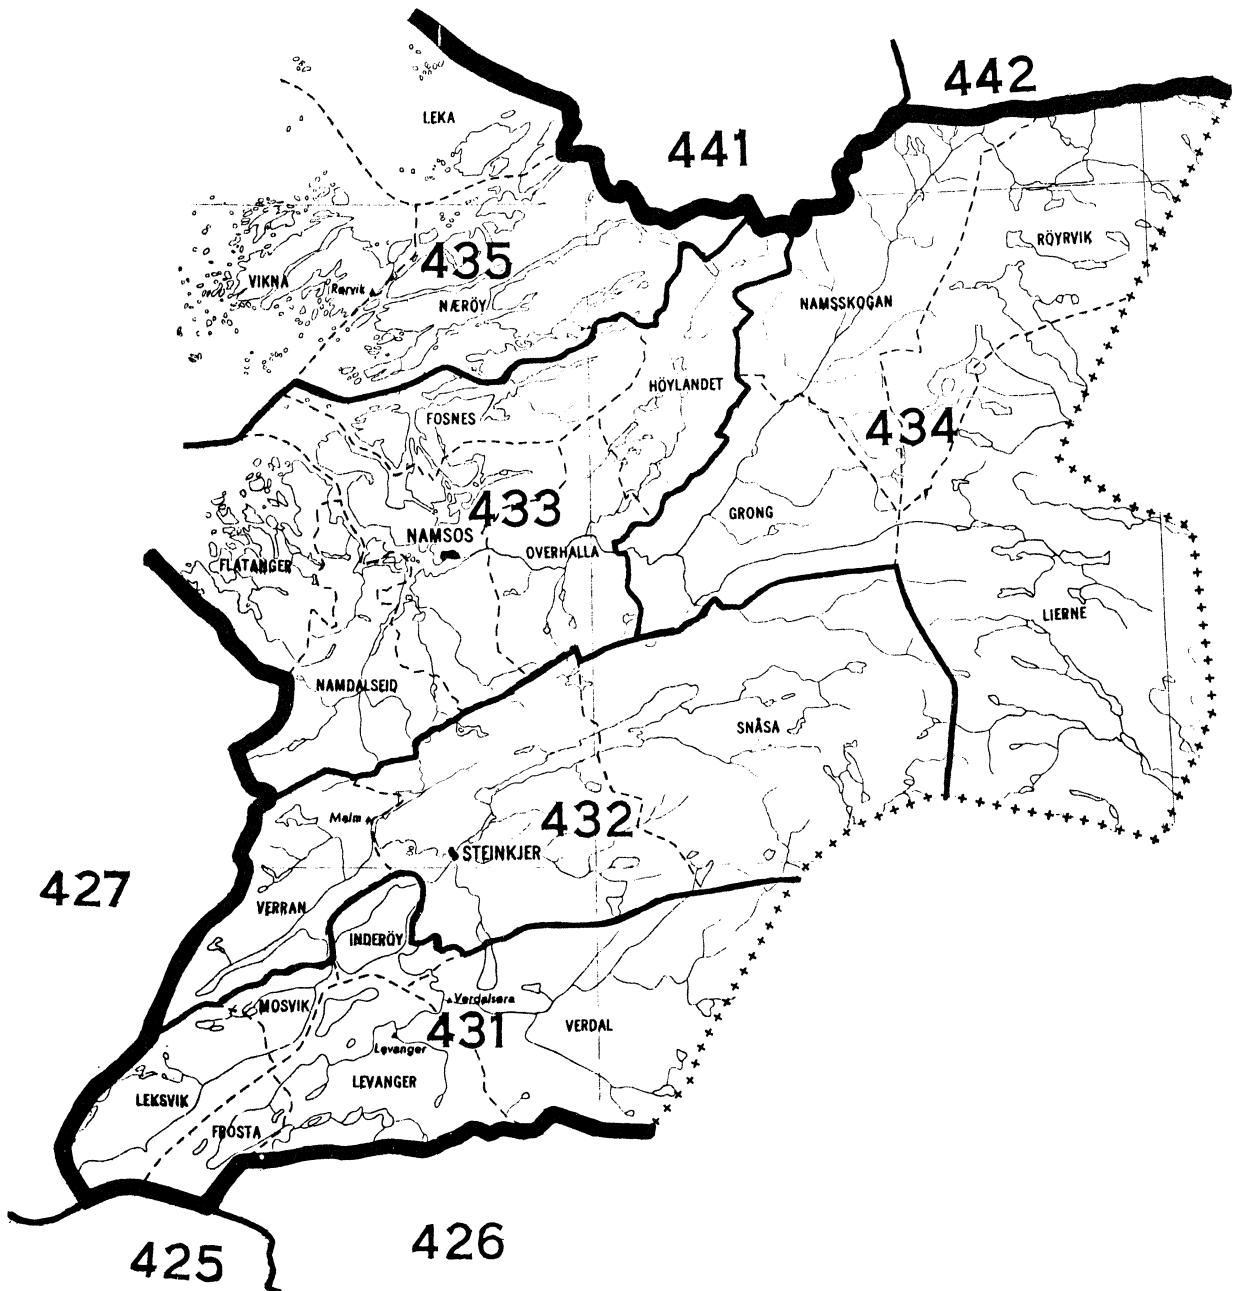 442
LEKA
441
RÖYRVIK
435
VIKNA
Rørvik
NÆRÖY
NAMSSKOGAN
HÖYLANDET
FOSNES
434
433
GRONG
NAMSOS
OVERHALLA
FLATANGER
LIERNE
NAMDALSEID
SNÅSA
Malm
432
STEINKJER
427
VERRAN
INDERÖY
MOSVIK
Verdalsøra
VERDAL
431
Levanger
LEVANGER
LEKSVIK
FROSTA
426
425